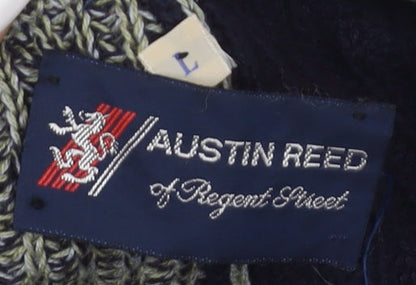 L
AUSTIN REED
of Regent Street